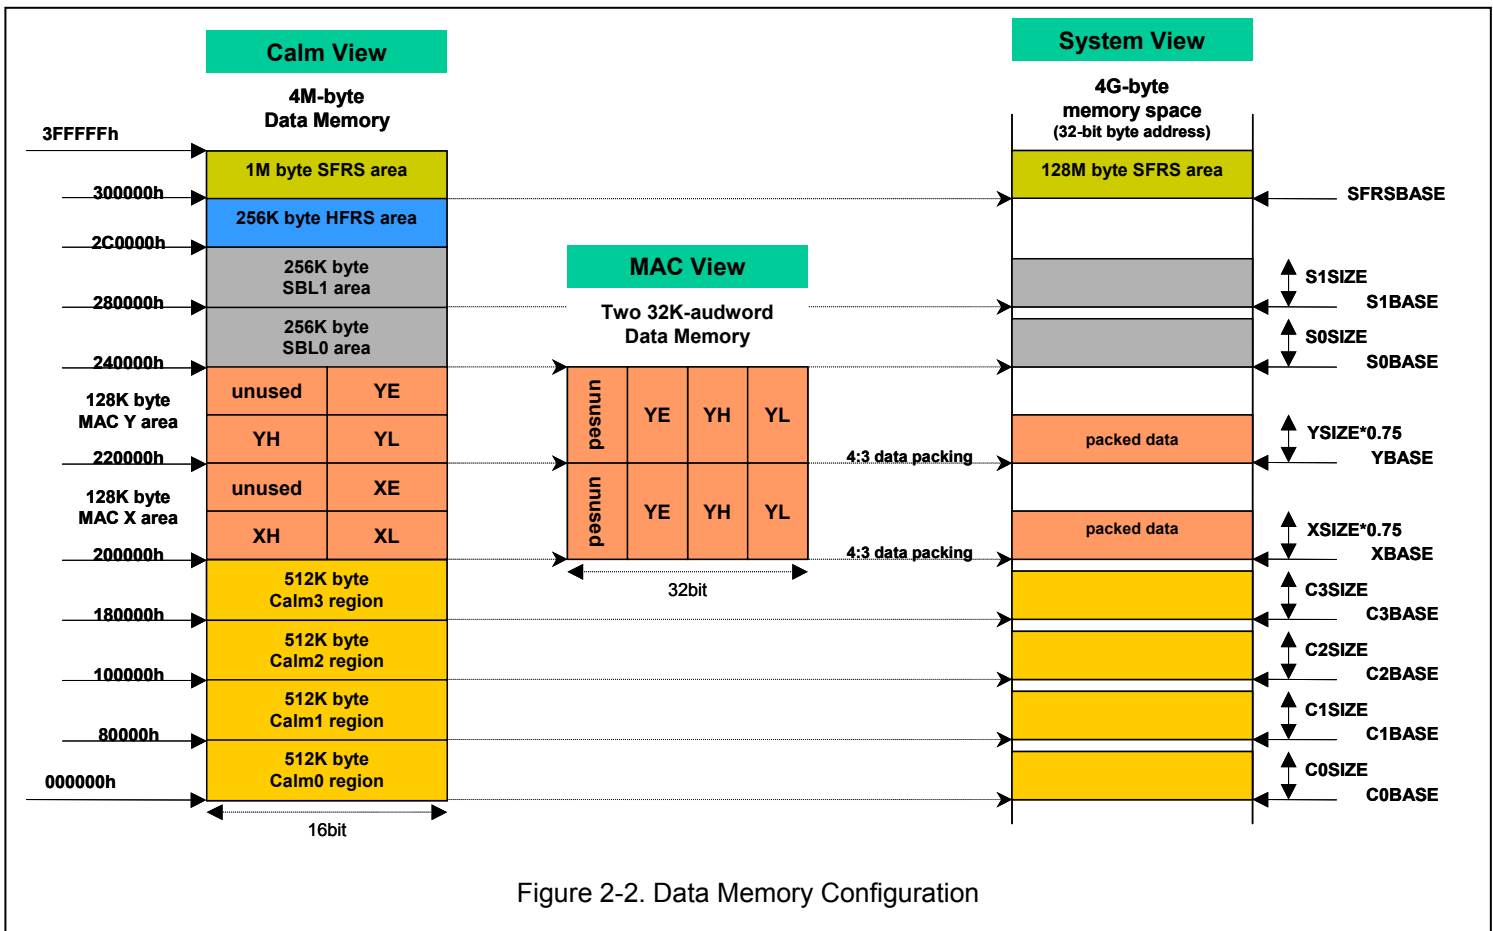 Calm View
System View
4M-byte
Data Memory
4G-byte
memory space
(32-bit byte address)
3FFFFFh
1M byte SFRS area
128M byte SFRS area
300000h
SFRSBASE
256K byte HFRS area
2C0000h
256K byte
SBL1 area
MAC View
S1SIZE
280000h
S1BASE
Two 32K-audword
Data Memory
256K byte
SBL0 area
S0SIZE
240000h
S0BASE
128K byte
MAC Y area
unused
YE
YH
YL
unused
YE
YH
YL
packed data
YSIZE*0.75
220000h
4:3 data packing
YBASE
128K byte
MAC X area
unused
XE
XH
XL
unused
YE
YH
YL
packed data
XSIZE*0.75
200000h
4:3 data packing
XBASE
32bit
512K byte
Calm3 region
C3SIZE
180000h
C3BASE
512K byte
Calm2 region
C2SIZE
100000h
C2BASE
512K byte
Calm1 region
C1SIZE
80000h
C1BASE
512K byte
Calm0 region
C0SIZE
000000h
C0BASE
16bit
Figure 2-2. Data Memory Configuration